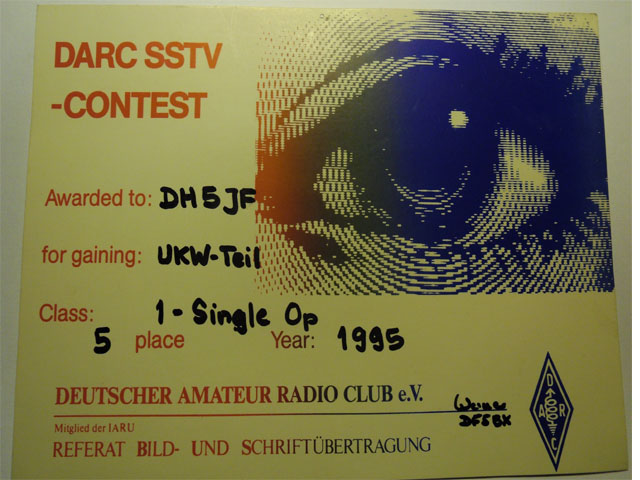 DARC SSTV
-CONTEST
Awarded to: DH5JF
for gaining: UKW-Teil
Class: 1 - Single Op
5 place Year: 1995
DEUTSCHER AMATEUR RADIO CLUB e.V.
Werner
DF5BX
Mitglied der IARU
REFERAT BILD- UND SCHRIFTÜBERTRAGUNG
D
A R
C